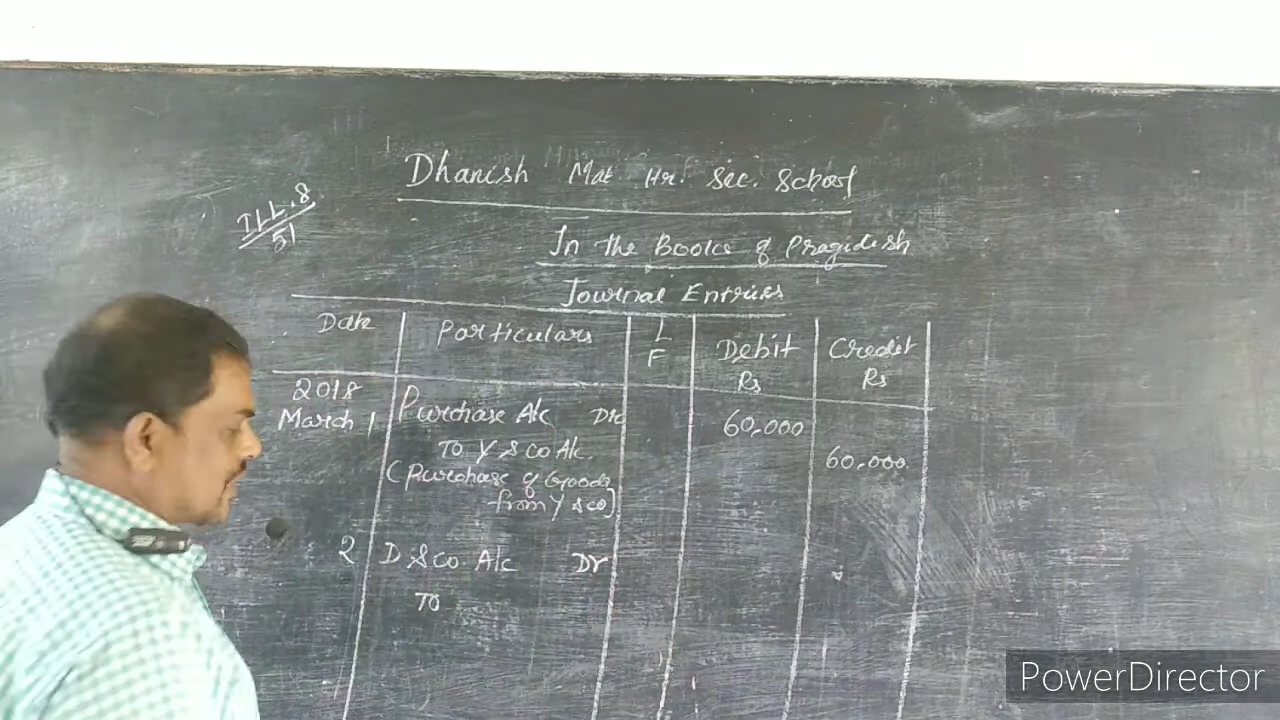 Dhanish Mat Hr. Sec. School
ILL.8
51
In the Books of Pragadish
Journal Entries
Date Particulars L F Debit Rs Credit Rs
2018
March 1 Purchase A/c Dr 60,000
To Y & Co A/c. 60,000.
(Purchase of Goods
from Y & Co)
2 D & Co. A/c Dr
To
PowerDirector